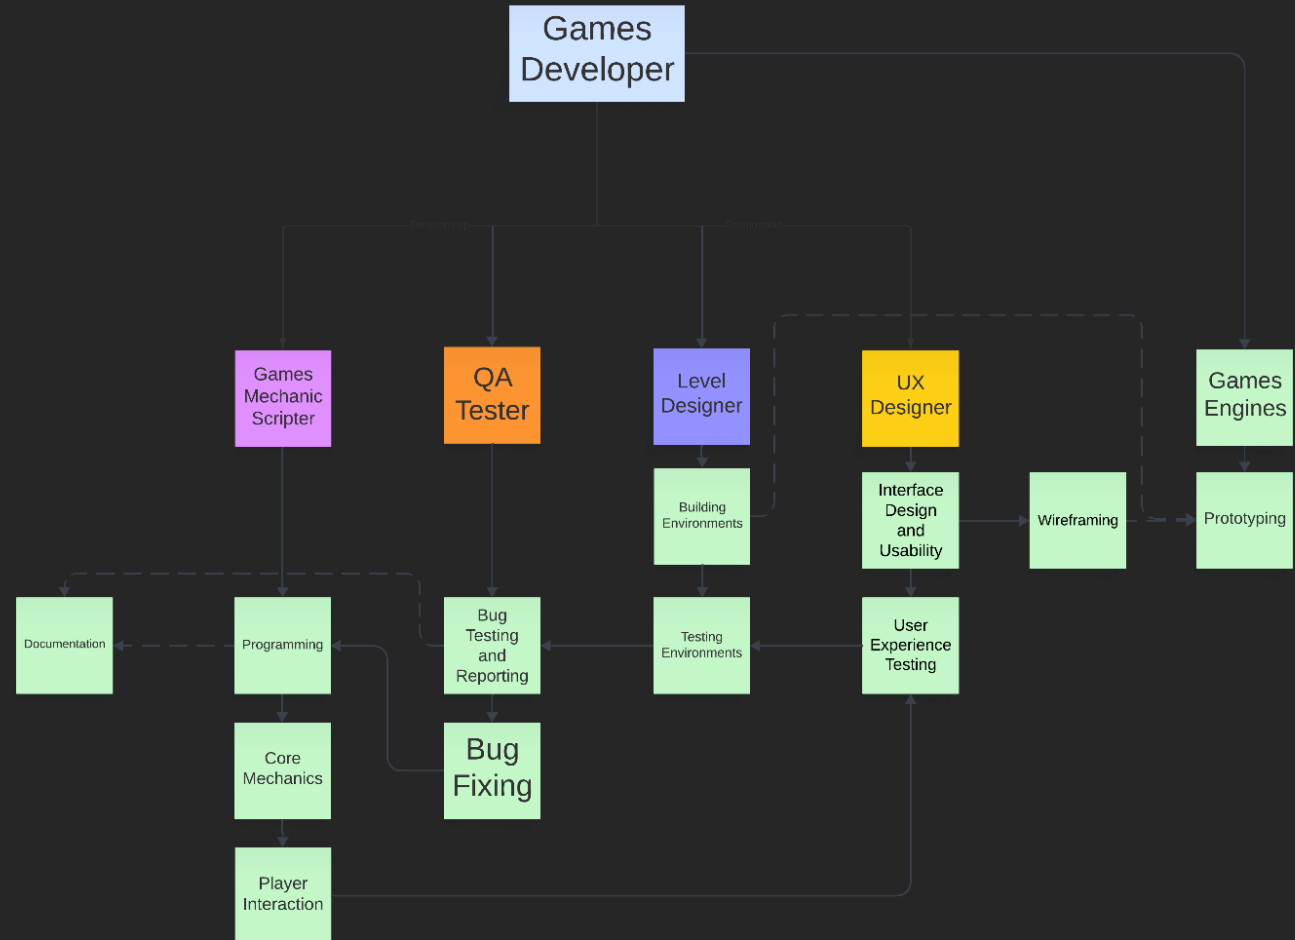 Games
Developer
Games
Mechanic
Scripter
QA
Tester
Level
Designer
UX
Designer
Games
Engines
Building
Environments
Interface
Design
and
Usability
Wireframing
Prototyping
Documentation
Programming
Bug
Testing
and
Reporting
Testing
Environments
User
Experience
Testing
Core
Mechanics
Bug
Fixing
Player
Interaction